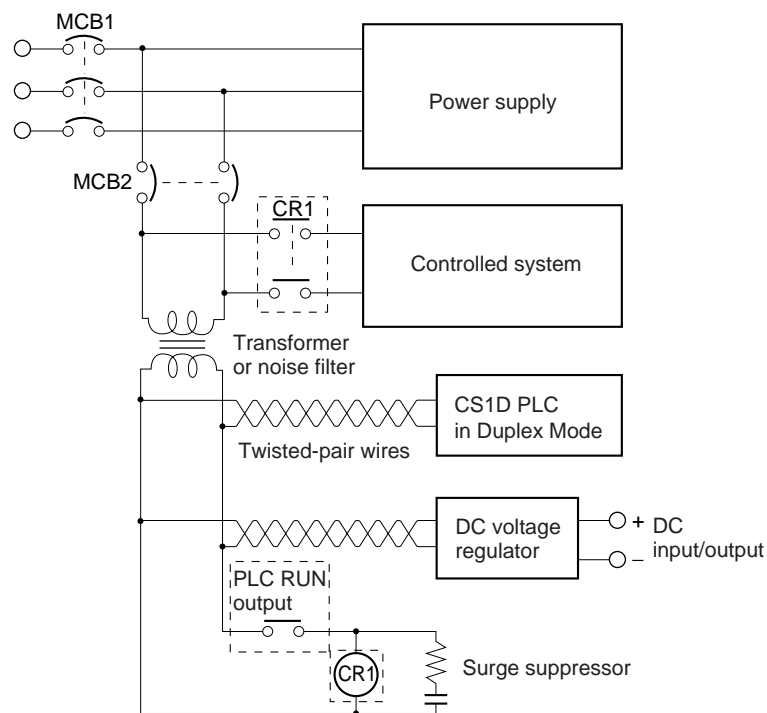 MCB1
Power supply
MCB2
CR1
Controlled system
Transformer
or noise filter
CS1D PLC
in Duplex Mode
Twisted-pair wires
DC voltage
regulator
+
–
DC
input/output
PLC RUN
output
CR1
Surge suppressor